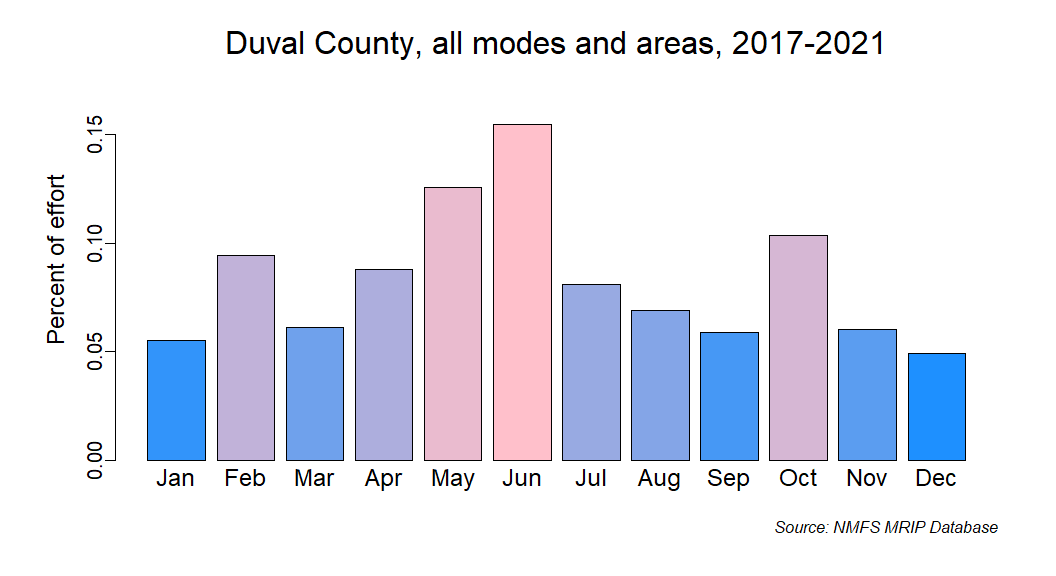 Duval County, all modes and areas, 2017-2021
Percent of effort
0.15
0.10
0.05
0.00
Jan Feb Mar Apr May Jun Jul Aug Sep Oct Nov Dec
Source: NMFS MRIP Database